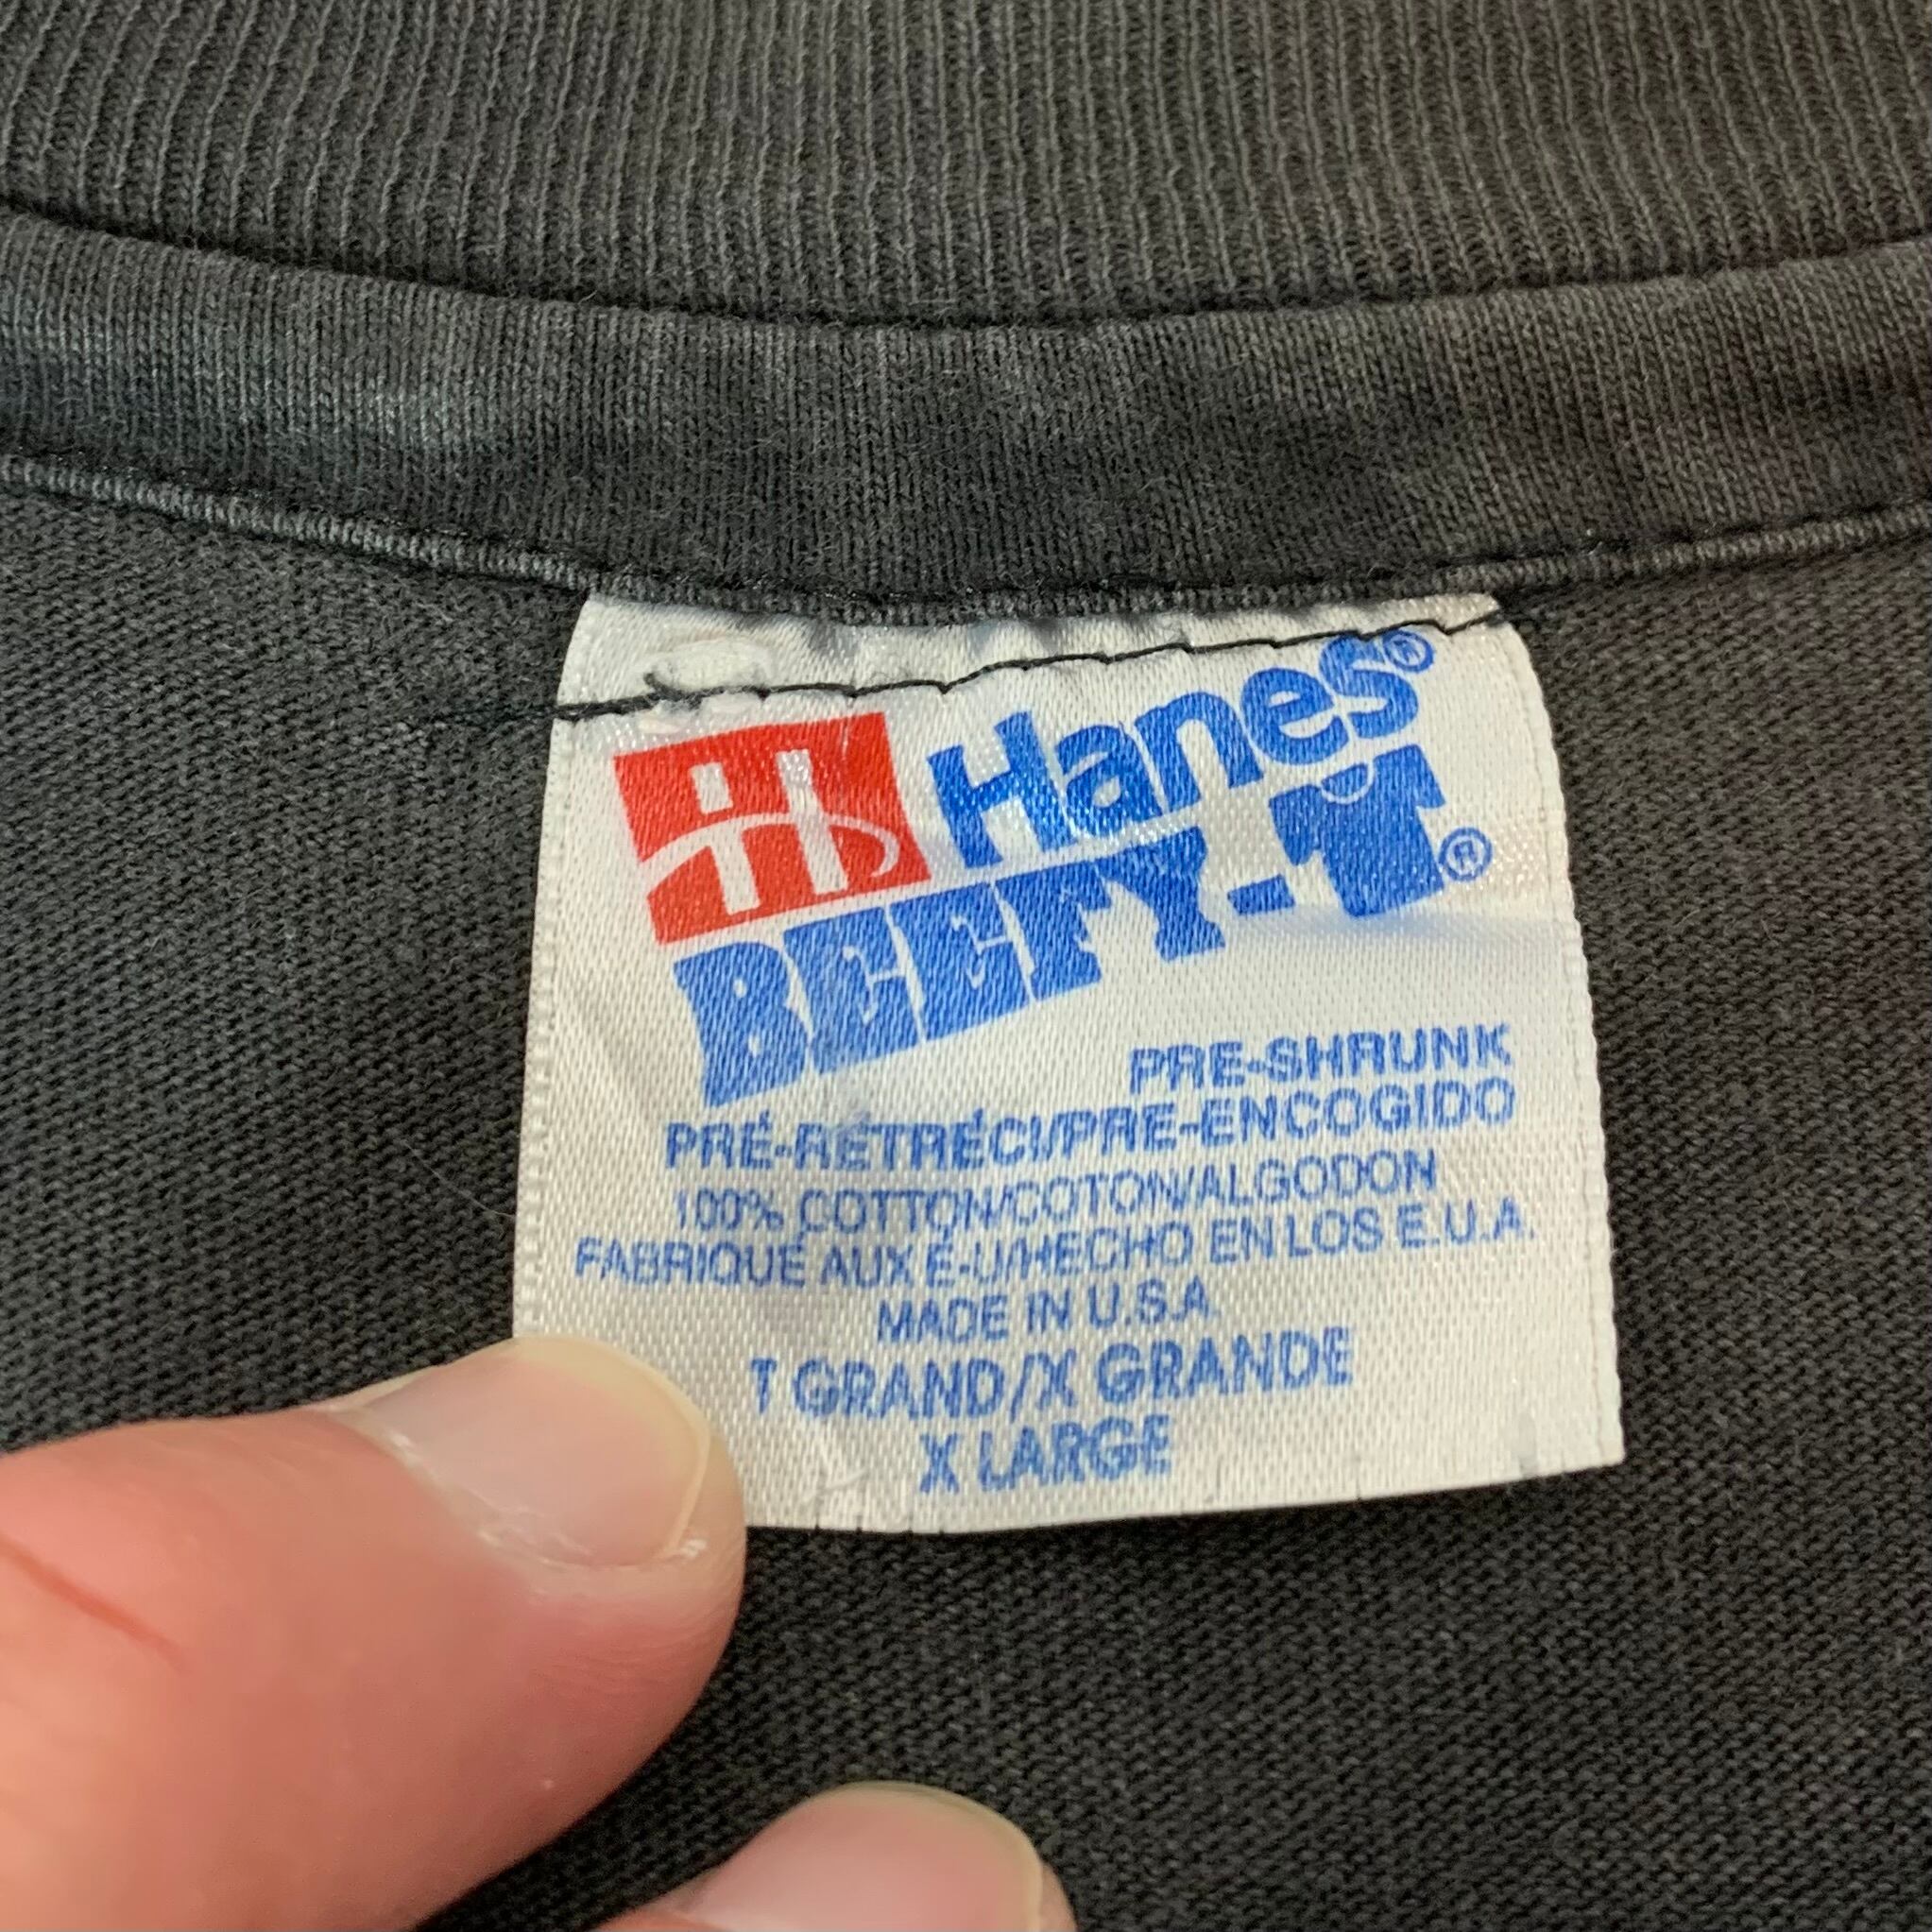 Hanes®
BEEFY-T®
PRE-SHRUNK
PRÉ-RÉTRÉCI/PRE-ENCOGIDO
100% COTTON/COTON/ALGODON
FABRIQUÉ AUX É-U/HECHO EN LOS E.U.A.
MADE IN U.S.A.
T GRAND/X GRANDE
X LARGE